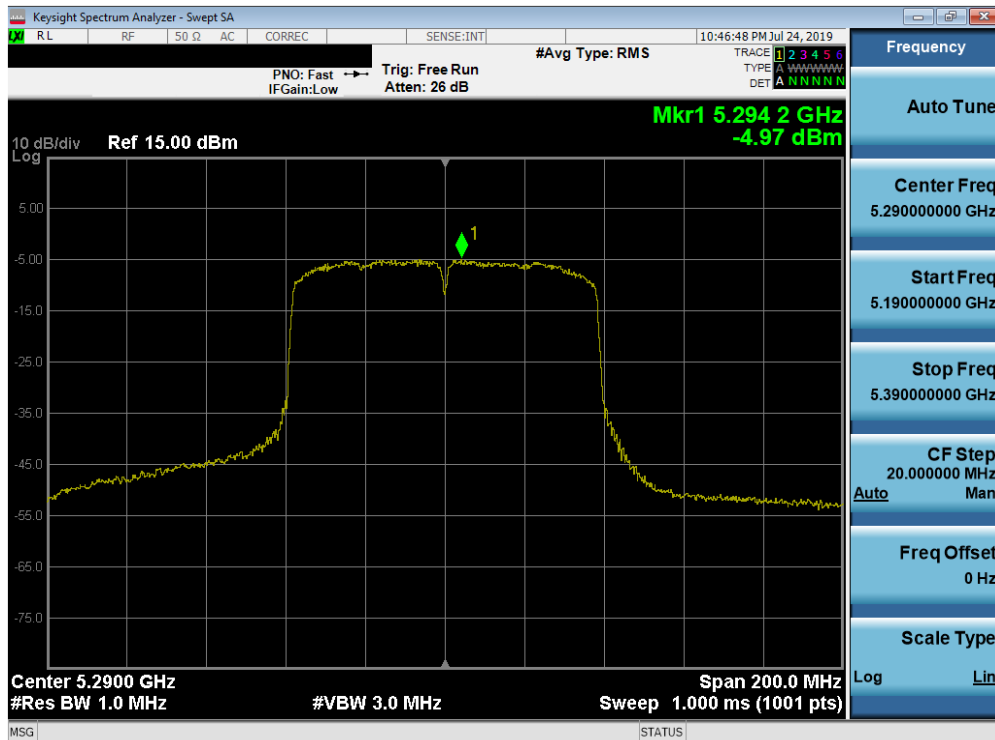 Keysight Spectrum Analyzer - Swept SA
LXI RL RF 50 Ω AC CORREC SENSE:INT 10:46:48 PM Jul 24, 2019
PNO: Fast
IFGain:Low
Trig: Free Run
Atten: 26 dB
#Avg Type: RMS
TRACE 1 2 3 4 5 6
TYPE A WWWWW
DET A N N N N N
Mkr1 5.294 2 GHz
-4.97 dBm
10 dB/div
Log
Ref 15.00 dBm
1
5.00
-5.00
-15.0
-25.0
-35.0
-45.0
-55.0
-65.0
-75.0
Center 5.2900 GHz
Span 200.0 MHz
#Res BW 1.0 MHz
#VBW 3.0 MHz
Sweep 1.000 ms (1001 pts)
MSG
STATUS
Frequency
Auto Tune
Center Freq
5.290000000 GHz
Start Freq
5.190000000 GHz
Stop Freq
5.390000000 GHz
CF Step
20.000000 MHz
Auto Man
Freq Offset
0 Hz
Scale Type
Log Lin